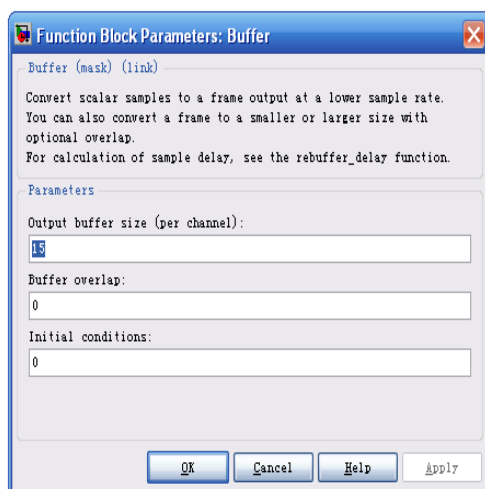 Function Block Parameters: Buffer
Buffer (mask) (link)
Convert scalar samples to a frame output at a lower sample rate.
You can also convert a frame to a smaller or larger size with
optional overlap.
For calculation of sample delay, see the rebuffer_delay function.
Parameters
Output buffer size (per channel):
15
Buffer overlap:
0
Initial conditions:
0
OK Cancel Help Apply